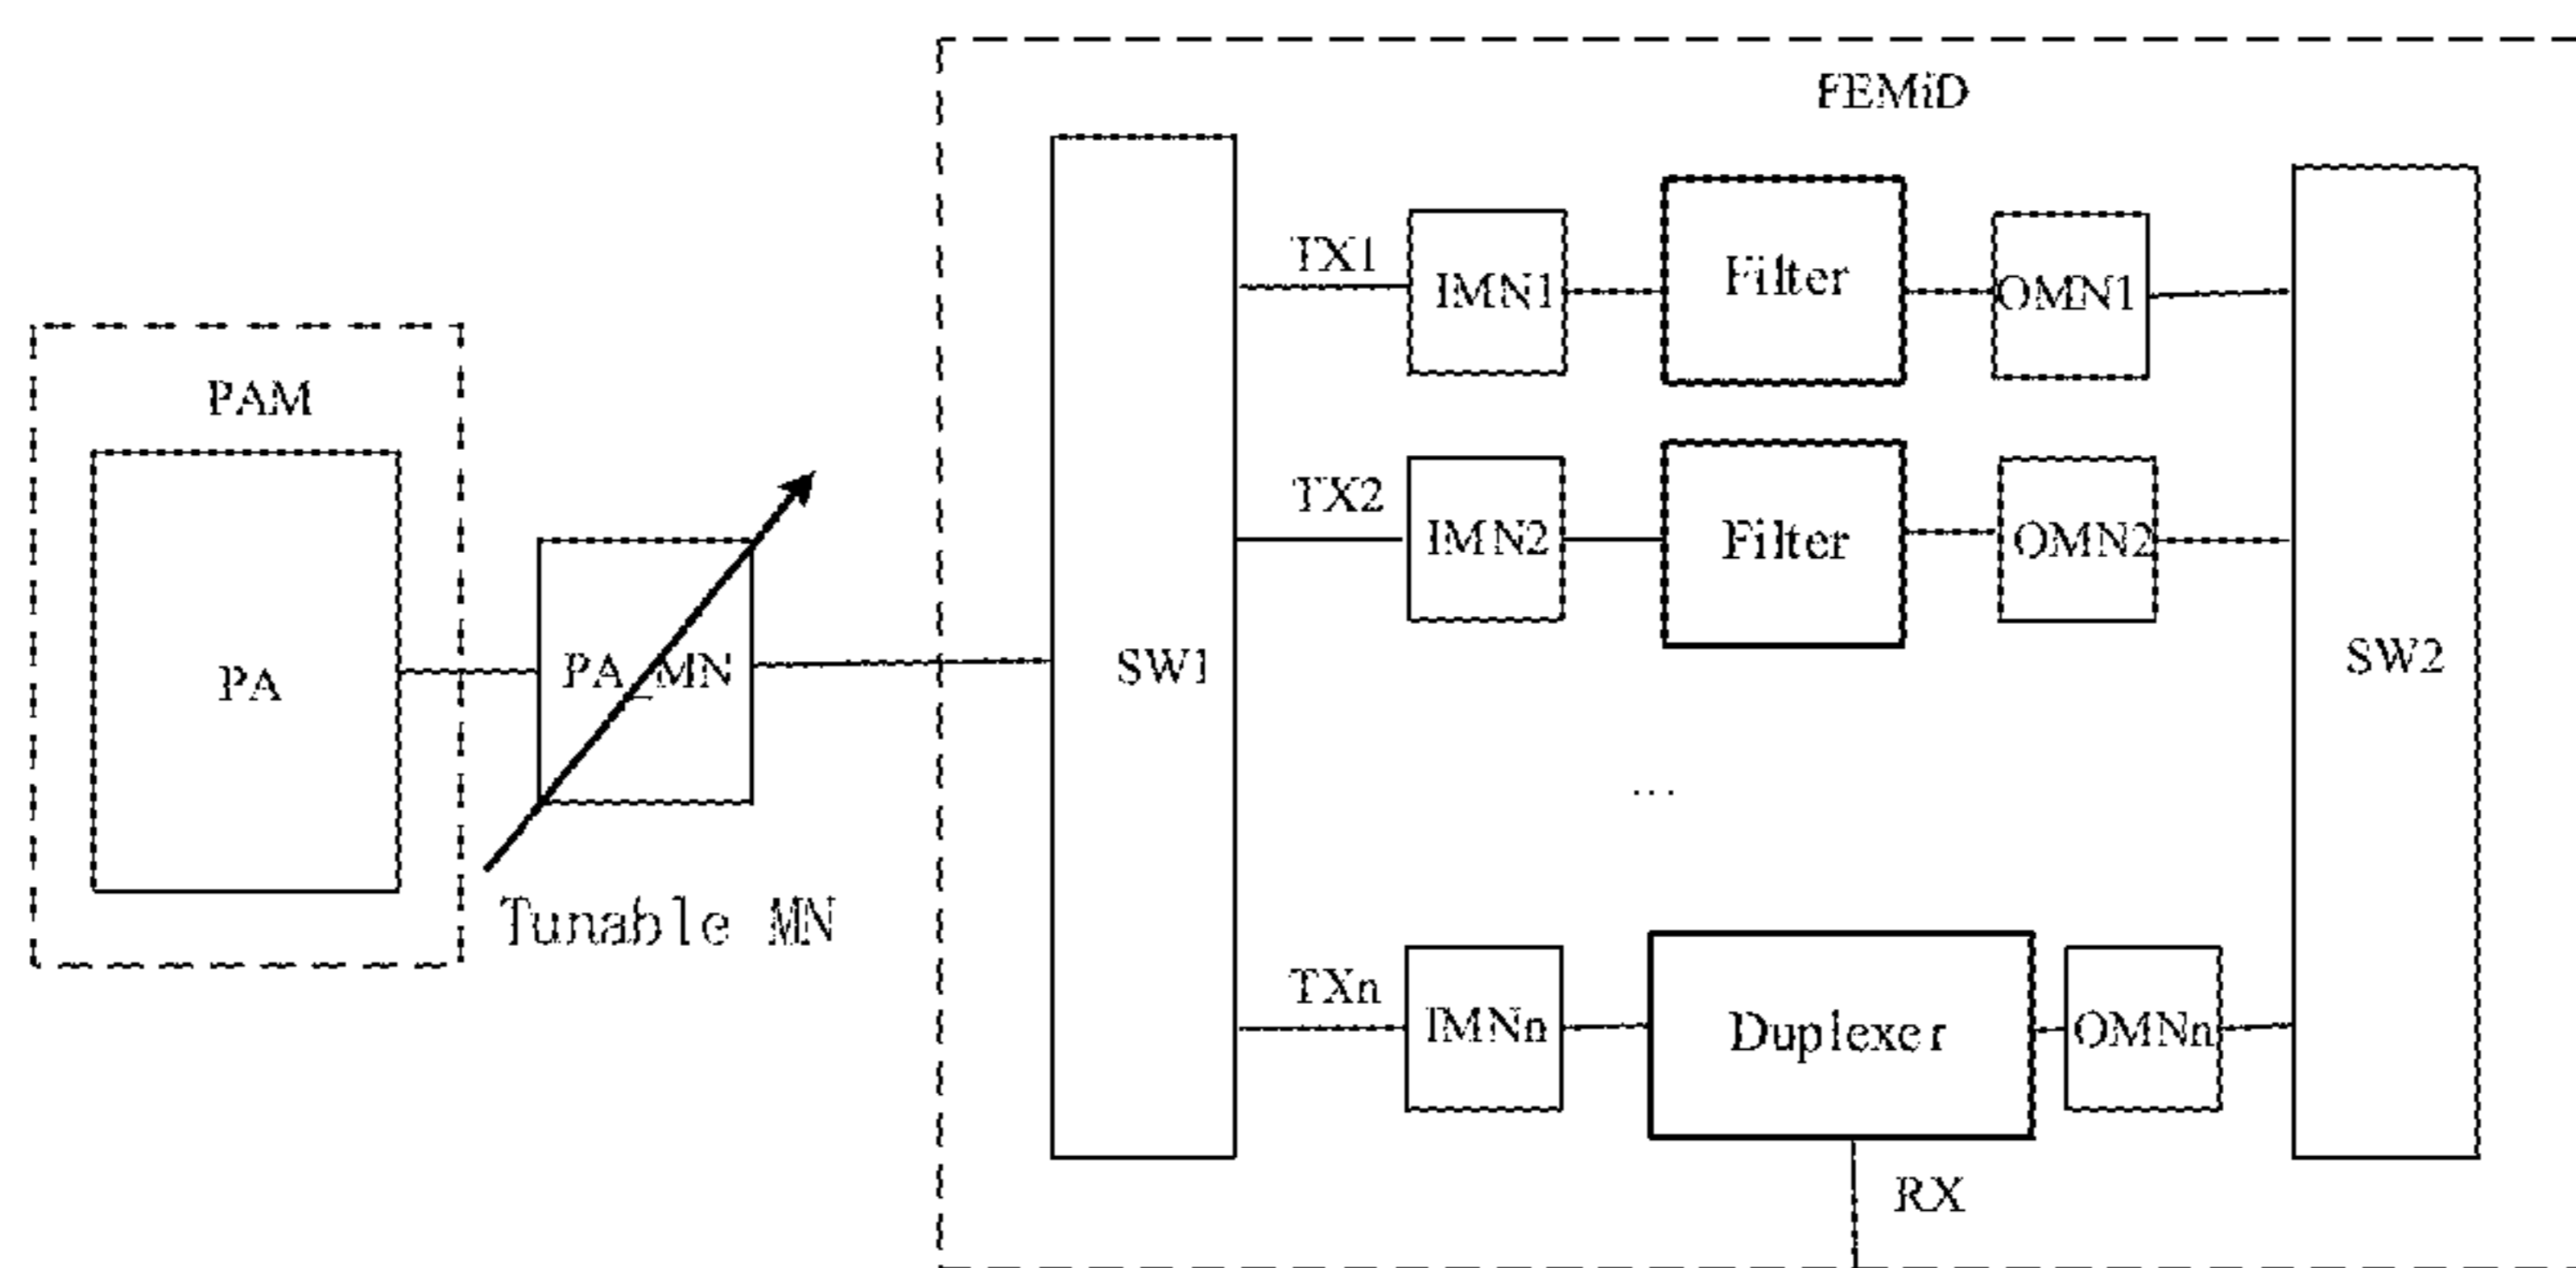 FEMiD
TX1
IMN1
Filter
OMN1
PAM
TX2
IMN2
Filter
OMN2
PA
PA_MN
SW1
SW2
...
Tunable MN
TXn
IMNn
Duplexer
OMNn
RX